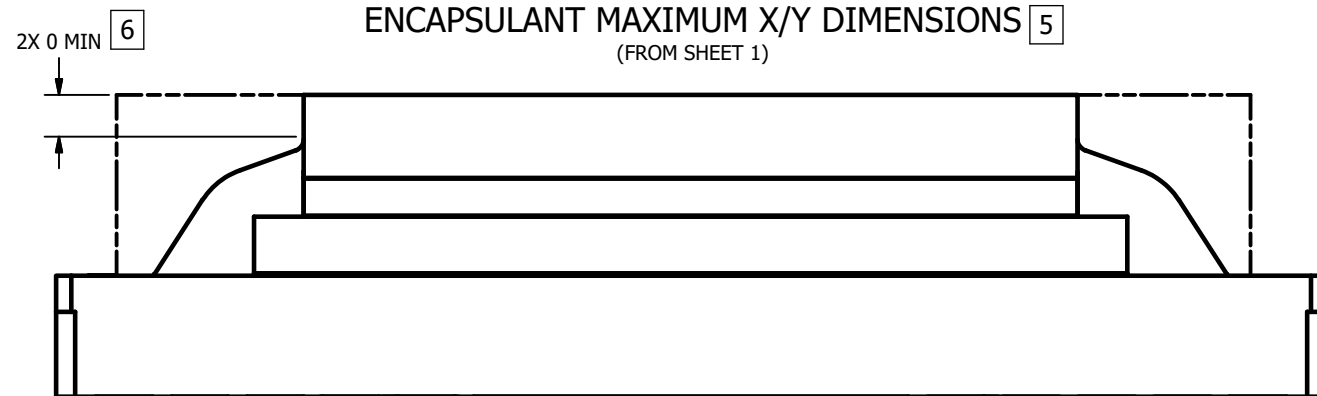 ENCAPSULANT MAXIMUM X/Y DIMENSIONS 5
(FROM SHEET 1)
2X 0 MIN 6